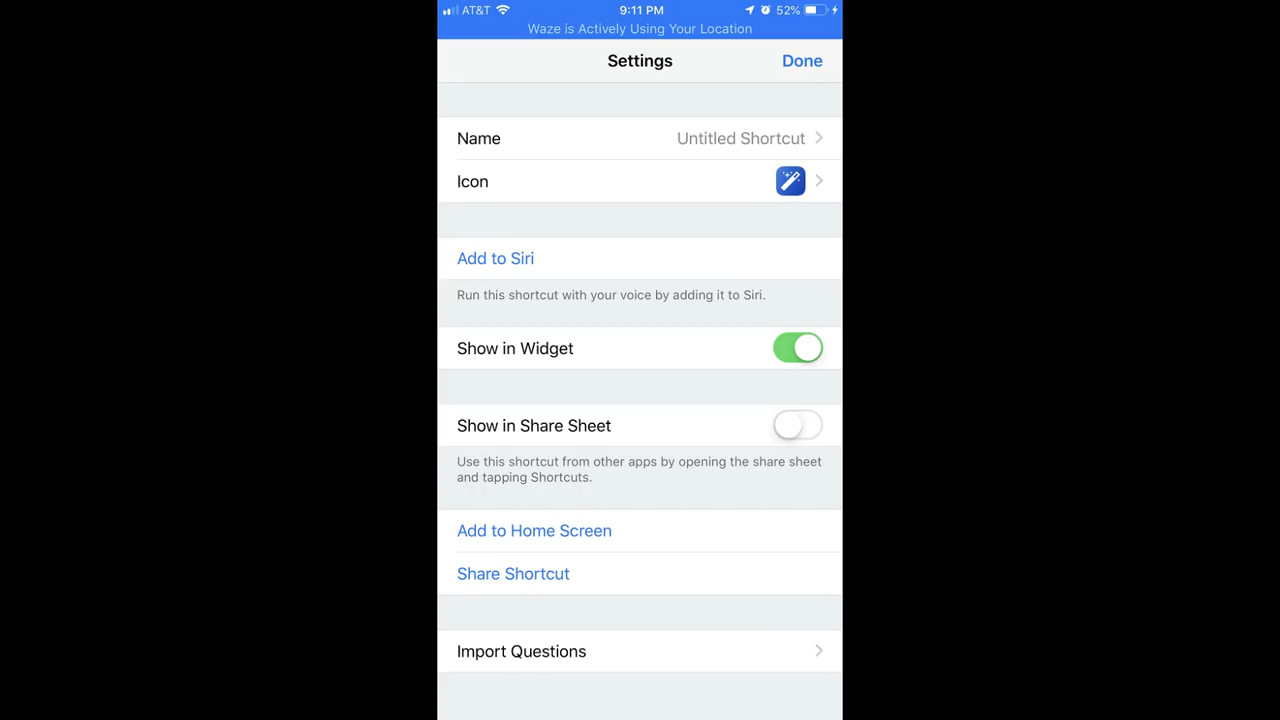 AT&T 9:11 PM 52%
Waze is Actively Using Your Location
Settings Done
Name Untitled Shortcut
Icon
Add to Siri
Run this shortcut with your voice by adding it to Siri.
Show in Widget
Show in Share Sheet
Use this shortcut from other apps by opening the share sheet
and tapping Shortcuts.
Add to Home Screen
Share Shortcut
Import Questions